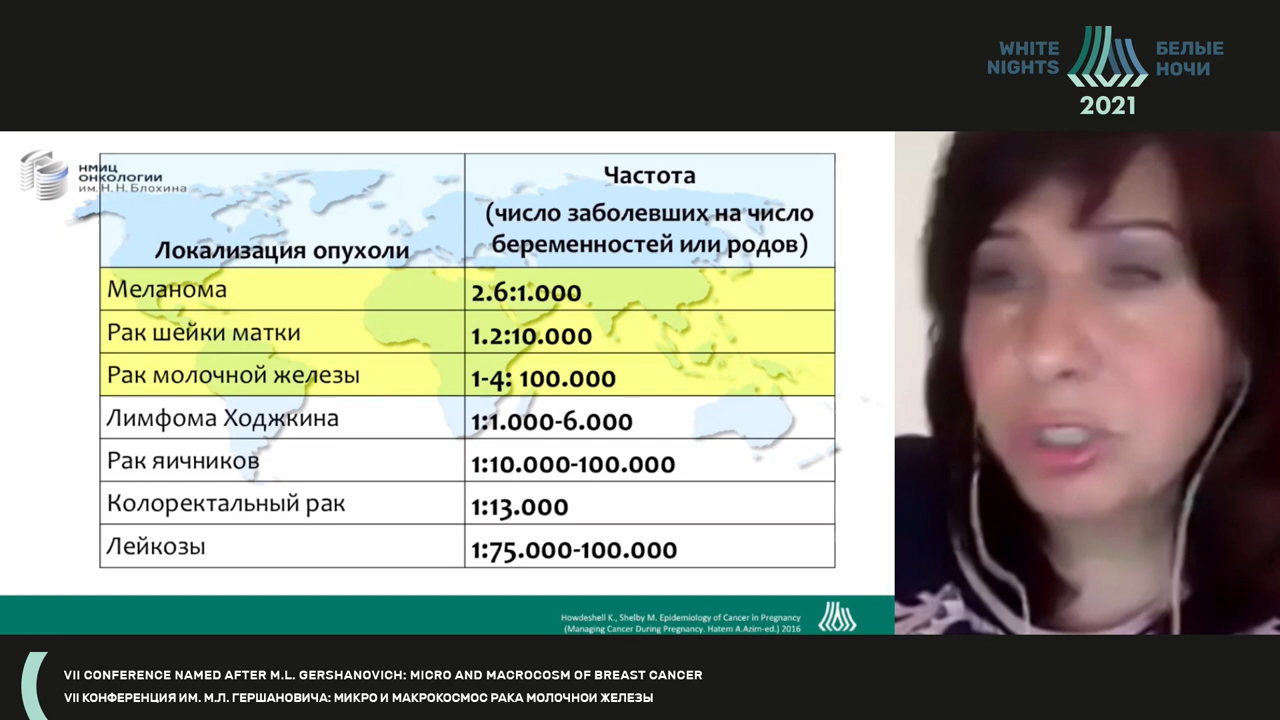 WHITE NIGHTS
БЕЛЫЕ НОЧИ
2021
НМИЦ
ОНКОЛОГИИ
им. Н. Н. Блохина
Локализация опухоли
Частота
(число заболевших на число
беременностей или родов)
Меланома 2.6:1.000
Рак шейки матки 1.2:10.000
Рак молочной железы 1-4: 100.000
Лимфома Ходжкина 1:1.000-6.000
Рак яичников 1:10.000-100.000
Колоректальный рак 1:13.000
Лейкозы 1:75.000-100.000
Howdeshell K., Shelby M. Epidemiology of Cancer in Pregnancy
(Managing Cancer During Pregnancy. Hatem A.Azim-ed.) 2016
VII CONFERENCE NAMED AFTER M.L. GERSHANOVICH: MICRO AND MACROCOSM OF BREAST CANCER
VII КОНФЕРЕНЦИЯ ИМ. М.Л. ГЕРШАНОВИЧА: МИКРО И МАКРОКОСМОС РАКА МОЛОЧНОЙ ЖЕЛЕЗЫ